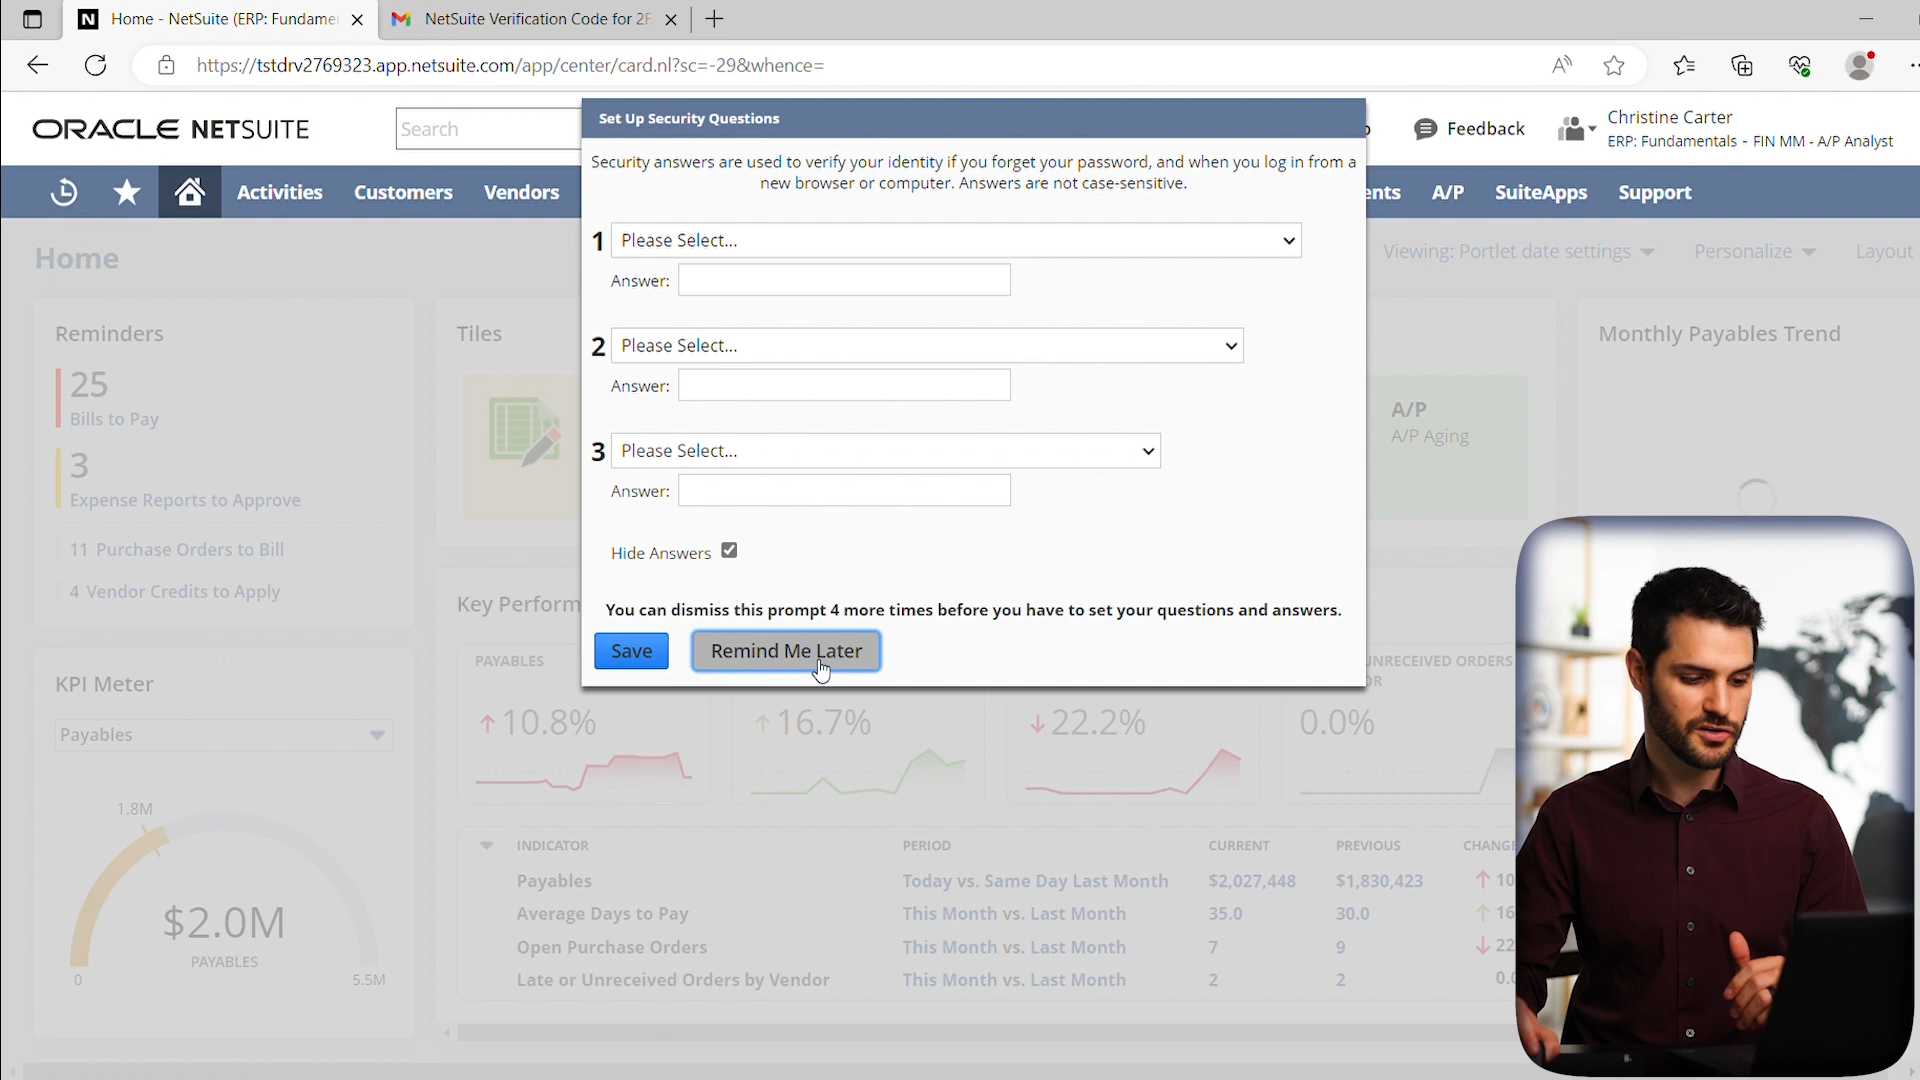 Home - NetSuite (ERP: Fundame
NetSuite Verification Code for 2F
https://tstdrv2769323.app.netsuite.com/app/center/card.nl?sc=-29&whence=
ORACLE NETSUITE
Search
Feedback
Christine Carter
ERP: Fundamentals - FIN MM - A/P Analyst
Activities
Customers
Vendors
ents
A/P
SuiteApps
Support
Set Up Security Questions
Security answers are used to verify your identity if you forget your password, and when you log in from a
new browser or computer. Answers are not case-sensitive.
1 Please Select...
Answer:
2 Please Select...
Answer:
3 Please Select...
Answer:
Hide Answers
You can dismiss this prompt 4 more times before you have to set your questions and answers.
Save
Remind Me Later
Home
Viewing: Portlet date settings
Personalize
Layout
Reminders
25
Bills to Pay
3
Expense Reports to Approve
11 Purchase Orders to Bill
4 Vendor Credits to Apply
Tiles
A/P
A/P Aging
Monthly Payables Trend
KPI Meter
Payables
1.8M
$2.0M
PAYABLES
0
5.5M
Key Perform
PAYABLES
UNRECEIVED ORDERS
OR
10.8%
16.7%
22.2%
0.0%
INDICATOR PERIOD CURRENT PREVIOUS CHANGE
Payables Today vs. Same Day Last Month $2,027,448 $1,830,423 10
Average Days to Pay This Month vs. Last Month 35.0 30.0 16
Open Purchase Orders This Month vs. Last Month 7 9 22
Late or Unreceived Orders by Vendor This Month vs. Last Month 2 2 0.